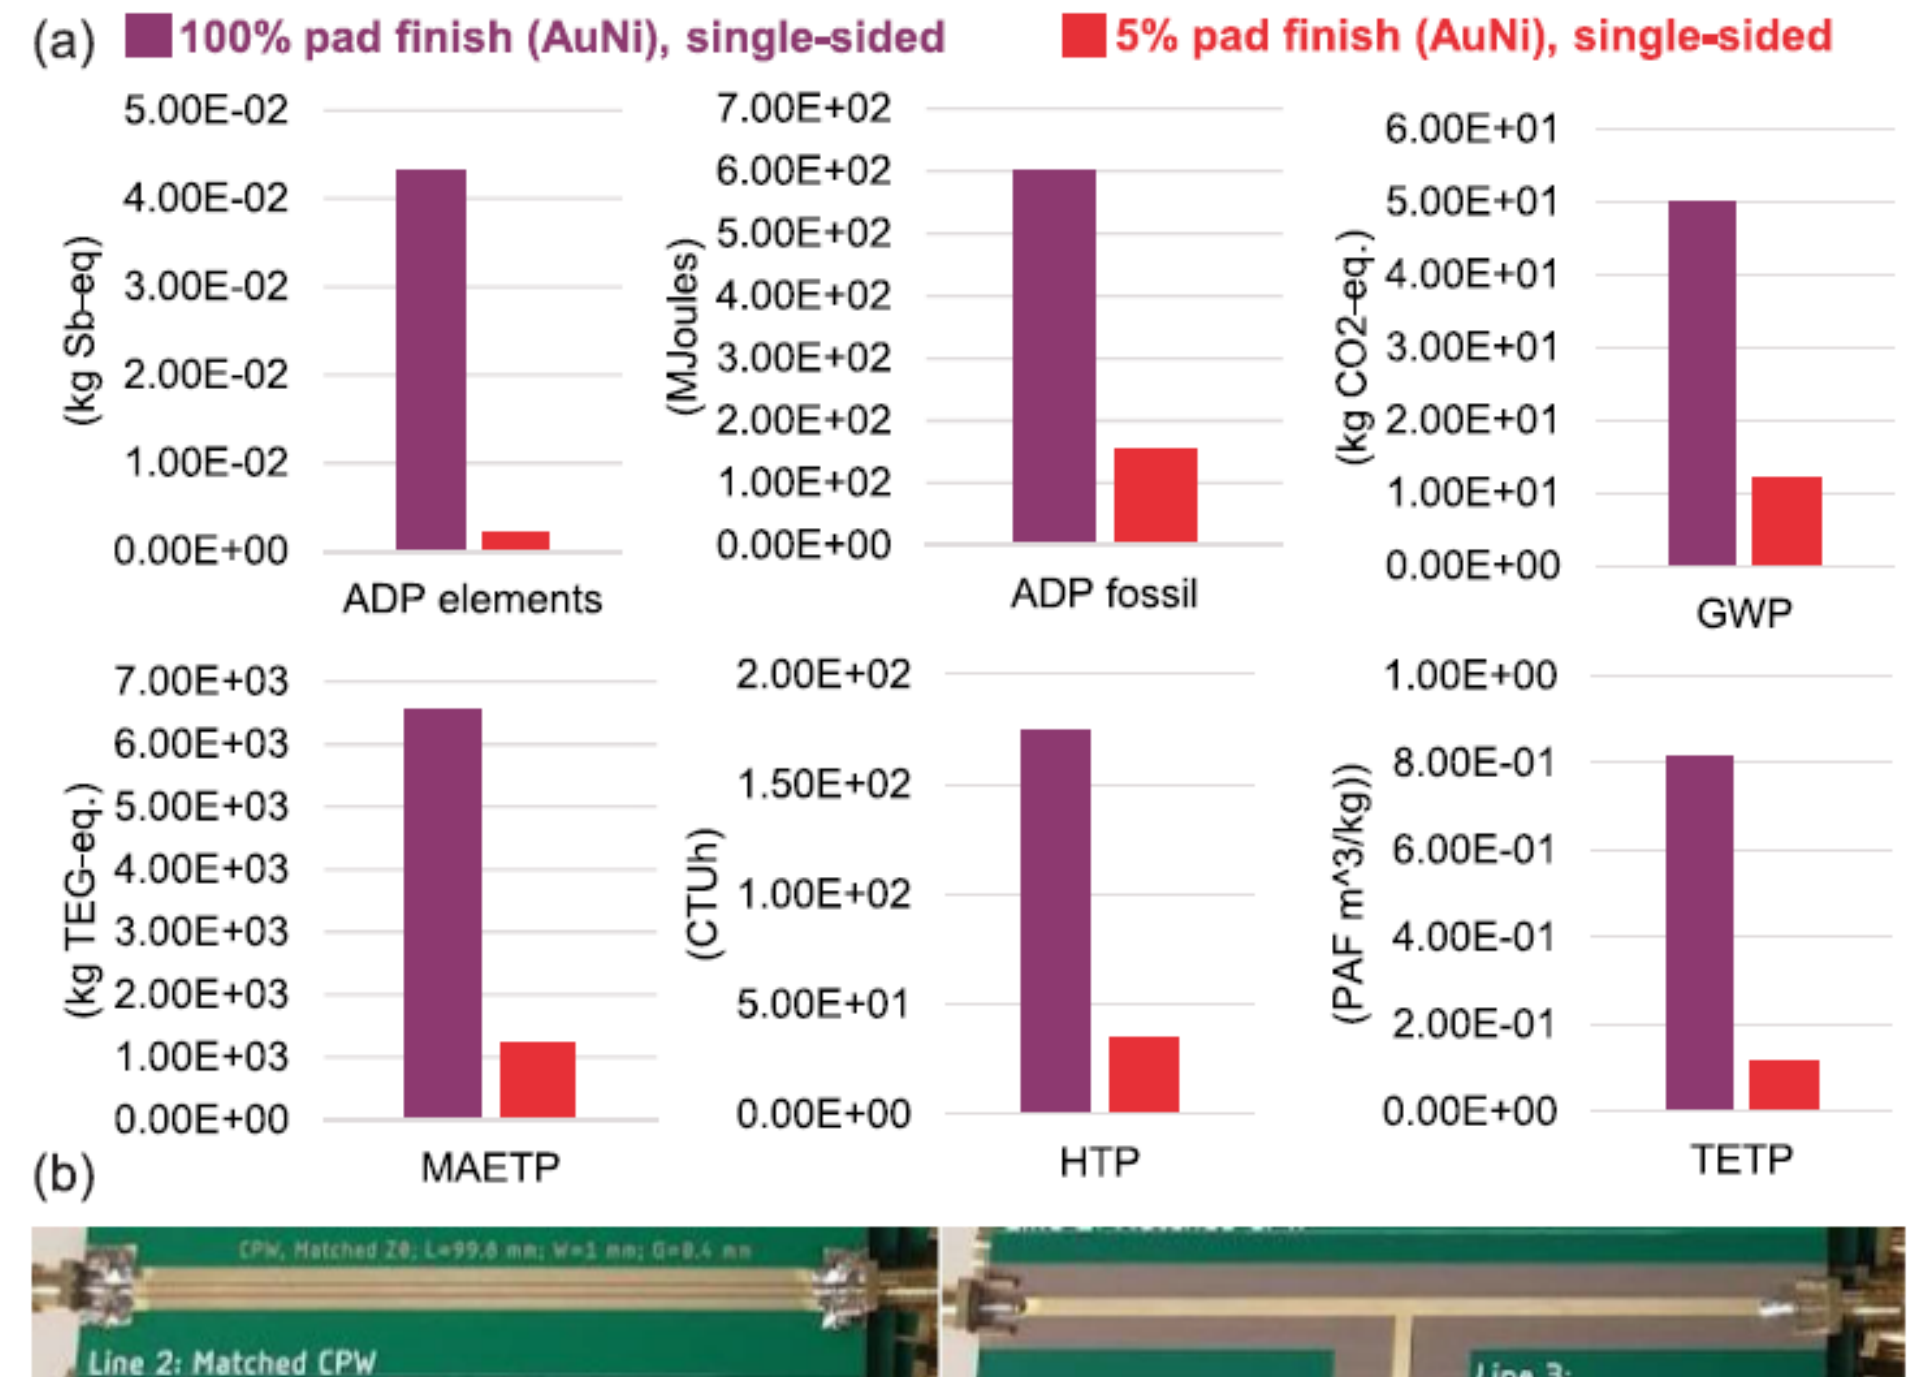 (a) 100% pad finish (AuNi), single-sided 5% pad finish (AuNi), single-sided
(kg Sb-eq)
5.00E-02
4.00E-02
3.00E-02
2.00E-02
1.00E-02
0.00E+00
ADP elements
(MJoules)
7.00E+02
6.00E+02
5.00E+02
4.00E+02
3.00E+02
2.00E+02
1.00E+02
0.00E+00
ADP fossil
(kg CO2-eq.)
6.00E+01
5.00E+01
4.00E+01
3.00E+01
2.00E+01
1.00E+01
0.00E+00
GWP
(kg TEG-eq.)
7.00E+03
6.00E+03
5.00E+03
4.00E+03
3.00E+03
2.00E+03
1.00E+03
0.00E+00
MAETP
(CTUh)
2.00E+02
1.50E+02
1.00E+02
5.00E+01
0.00E+00
HTP
(PAF m^3/kg))
1.00E+00
8.00E-01
6.00E-01
4.00E-01
2.00E-01
0.00E+00
TETP
(b)
CPW, Matched Z0; L=99.8 mm; W=1 mm; G=0.4 mm
Line 2: Matched CPW
Line 3: